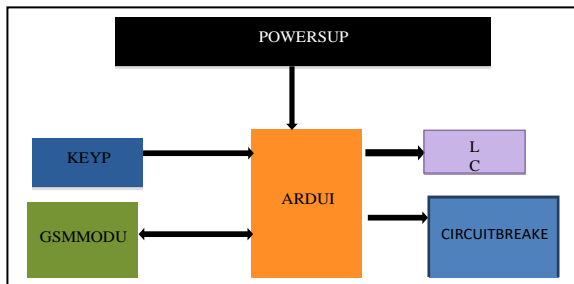 POWERSUP
KEYP
L
C
ARDUI
GSMMODU
CIRCUITBREAKE